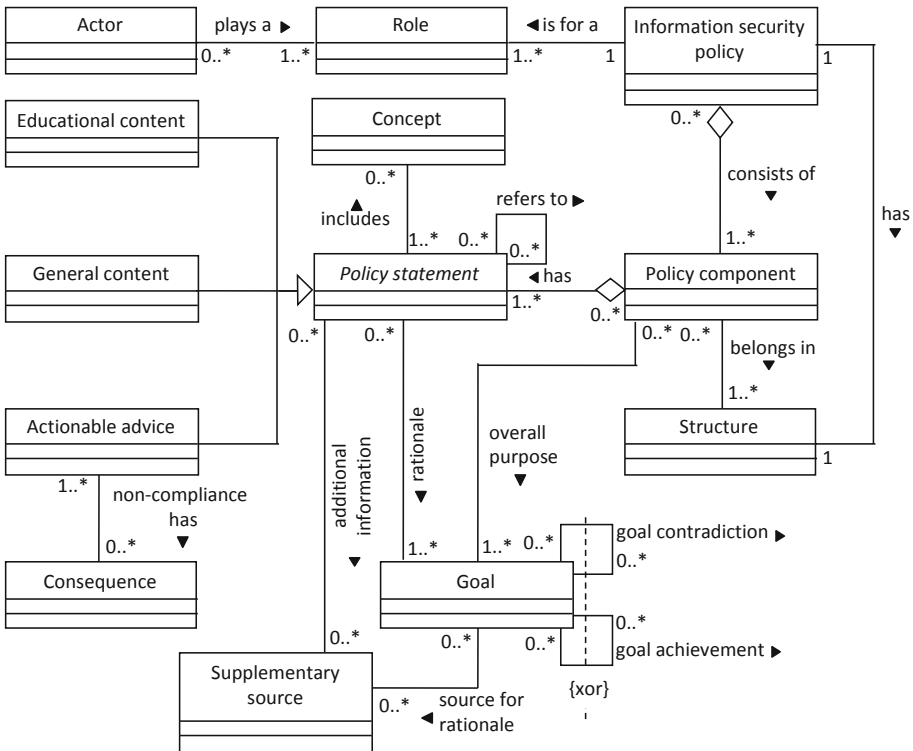 Actor
plays a ►
Role
◄ is for a
Information security
policy
0..*
1..*
1..*
1
1
Educational content
Concept
0..*
0..*
consists of
▼
refers to ►
▲
includes
has
▼
1..*
0..*
0..*
1..*
General content
Policy statement
◄ has
Policy component
1..*
0..*
0..*
0..*
0..*
0..*
belongs in
▼
1..*
Actionable advice
Structure
1..*
1
non-compliance
has
▼
0..*
additional
information
▼
rationale
▼
overall
purpose
▼
Consequence
1..*
1..*
0..*
goal contradiction ►
0..*
Goal
0..*
0..*
0..*
0..*
goal achievement ►
{xor}
Supplementary
source
0..*
◄
source for
rationale